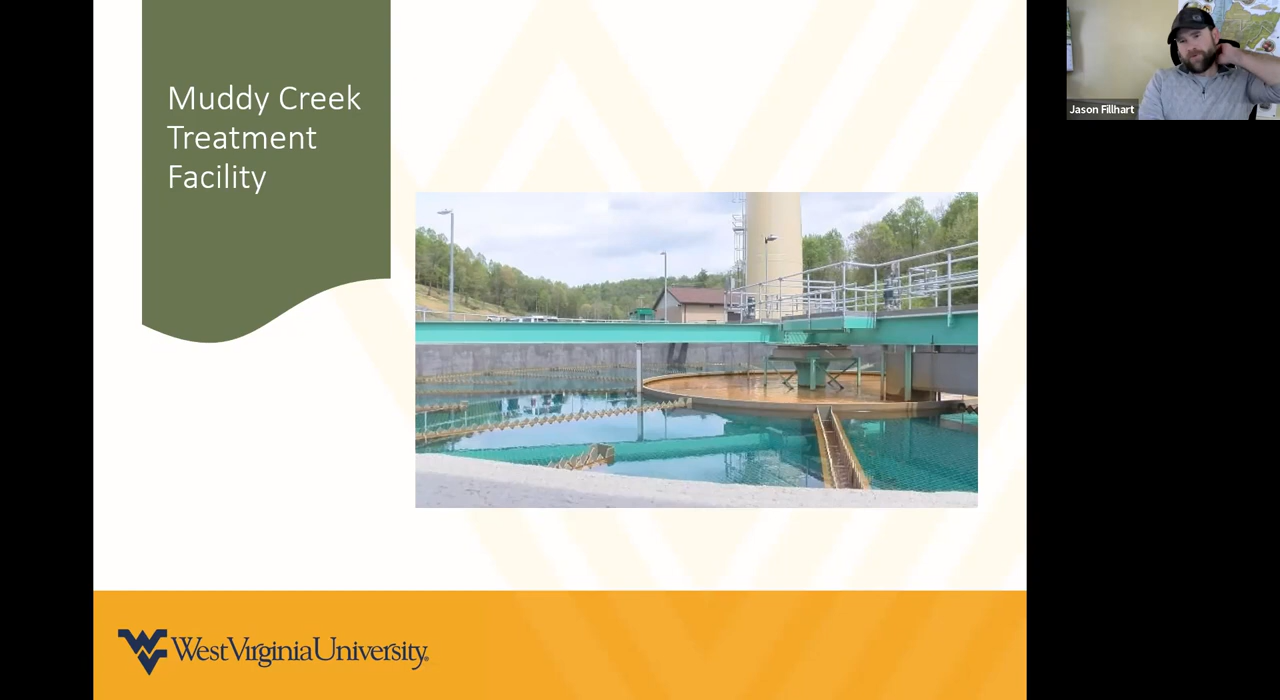 Muddy Creek
Treatment
Facility
Jason Fillhart
WestVirginiaUniversity®